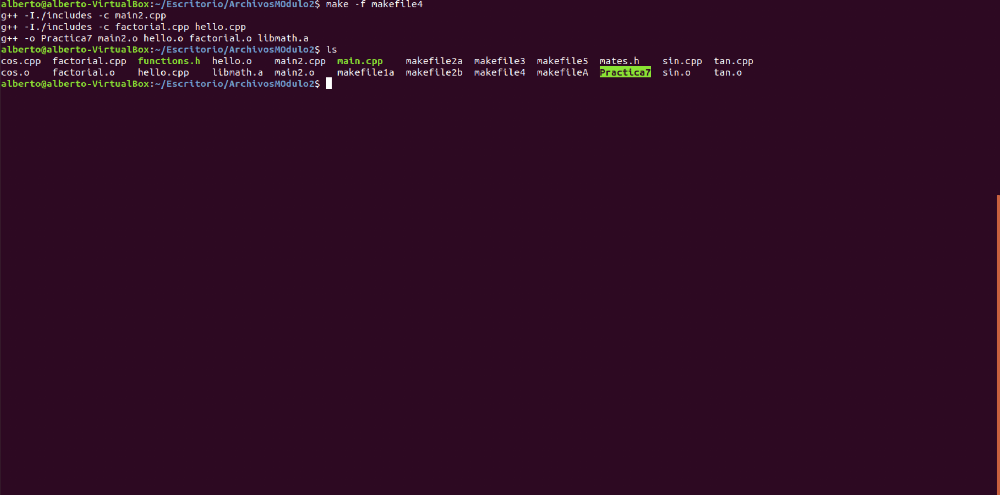 alberto@alberto-VirtualBox:~/Escritorio/ArchivosMOdulo2$ make -f makefile4
g++ -I./includes -c main2.cpp
g++ -I./includes -c factorial.cpp hello.cpp
g++ -o Practica7 main2.o hello.o factorial.o libmath.a
alberto@alberto-VirtualBox:~/Escritorio/ArchivosMOdulo2$ ls
cos.cpp  factorial.cpp  functions.h  hello.o    main2.cpp  main.cpp    makefile2a  makefile3  makefile5  mates.h    sin.cpp  tan.cpp
cos.o    factorial.o    hello.cpp    libmath.a  main2.o    makefile1a  makefile2b  makefile4  makefileA  Practica7  sin.o    tan.o
alberto@alberto-VirtualBox:~/Escritorio/ArchivosMOdulo2$